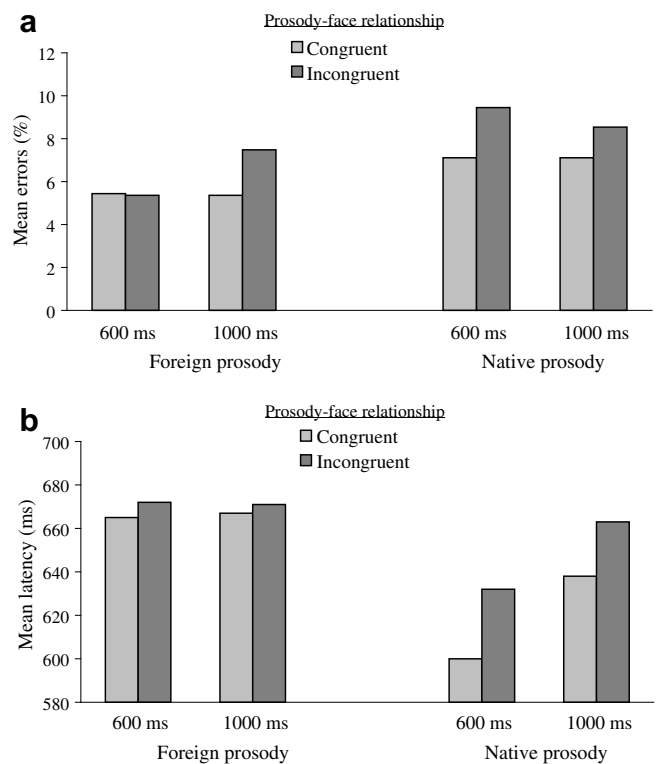 a
Prosody-face relationship
Congruent
Incongruent
12
10
8
6
4
2
0
Mean errors (%)
600 ms 1000 ms 600 ms 1000 ms
Foreign prosody Native prosody
b
Prosody-face relationship
Congruent
Incongruent
700
680
660
640
620
600
580
Mean latency (ms)
600 ms 1000 ms 600 ms 1000 ms
Foreign prosody Native prosody